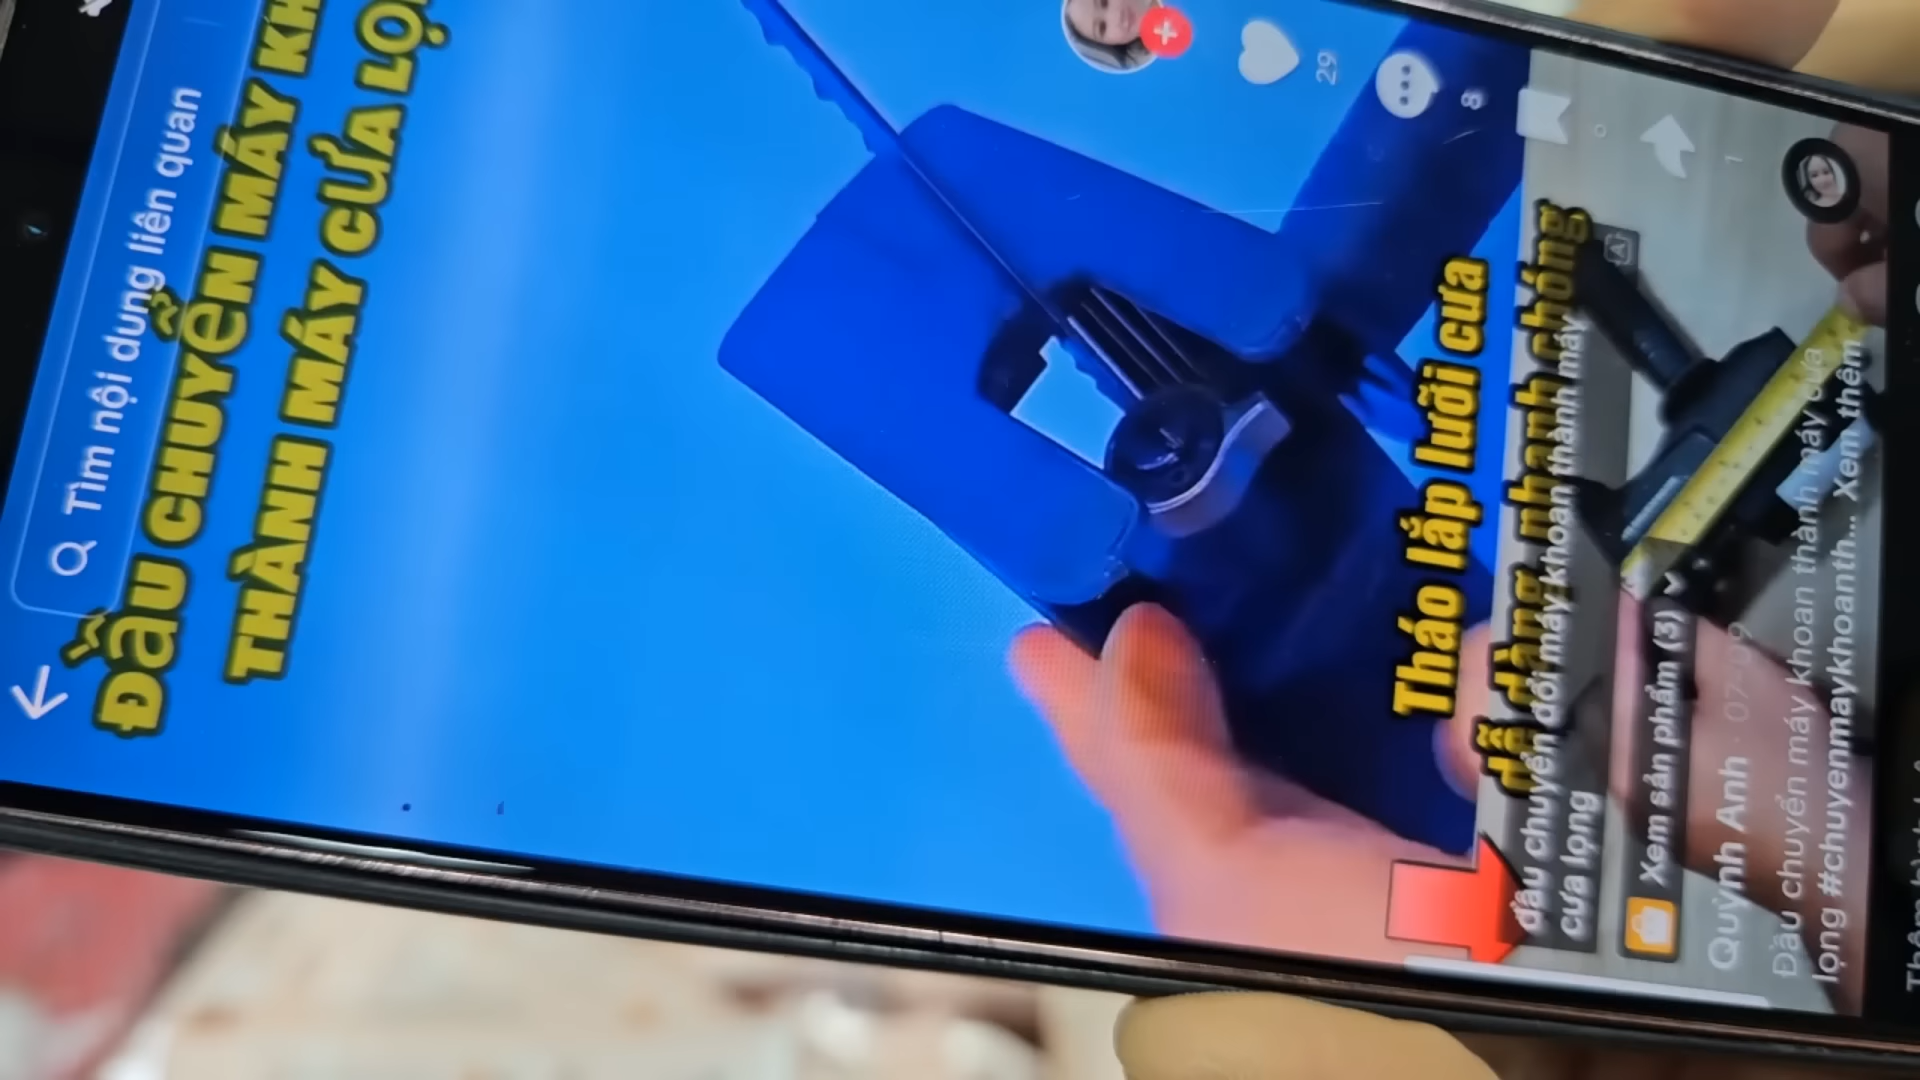 Tìm nội dung liên quan
ĐẦU CHUYỂN MÁY
THÀNH MÁY CƯA
29
8
0
1
Tháo lắp lưỡi cưa
dễ dàng nhanh chóng
đầu chuyển đổi máy khoan thành máy
cưa lọng
Xem sản phẩm (3)
Quỳnh Anh
Đầu chuyển máy khoan thành máy cưa
lọng #chuyenmaykhoanth... Xem thêm